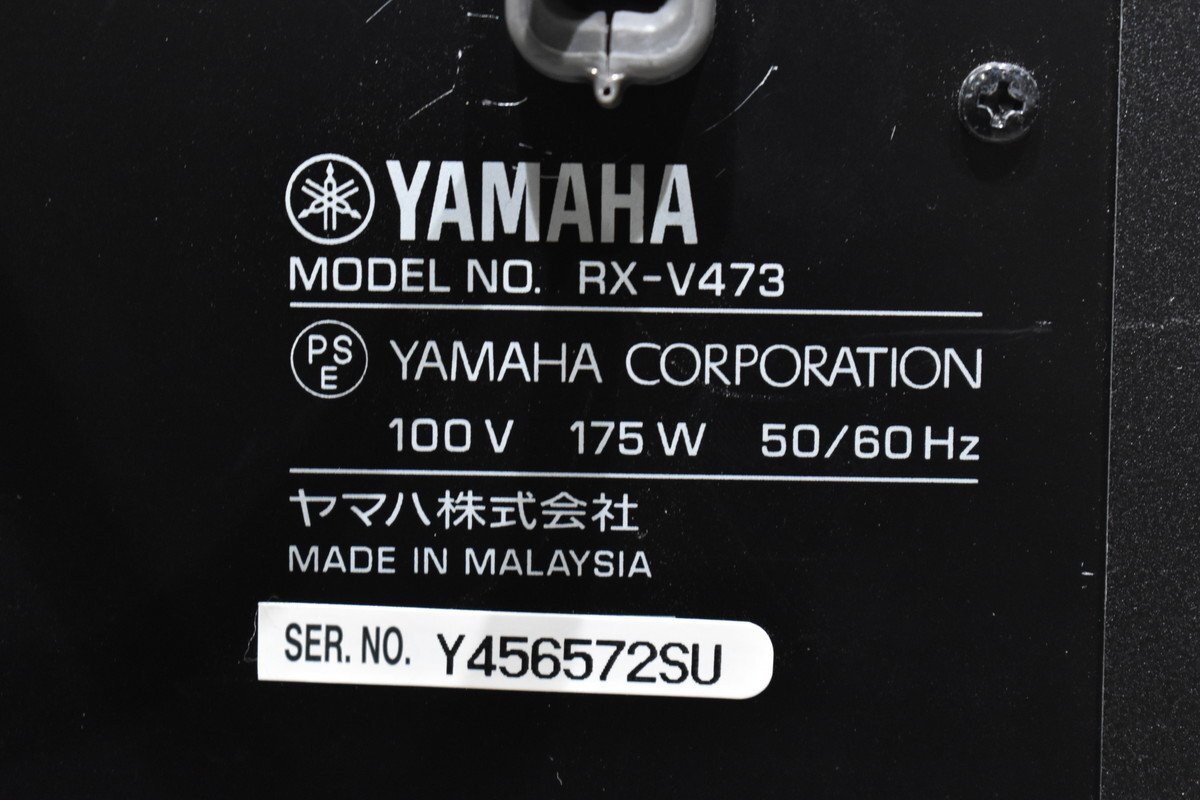 YAMAHA
MODEL NO. RX-V473
PSE YAMAHA CORPORATION
100 V 175 W 50/60 Hz
ヤマハ株式会社
MADE IN MALAYSIA
SER. NO. Y456572SU